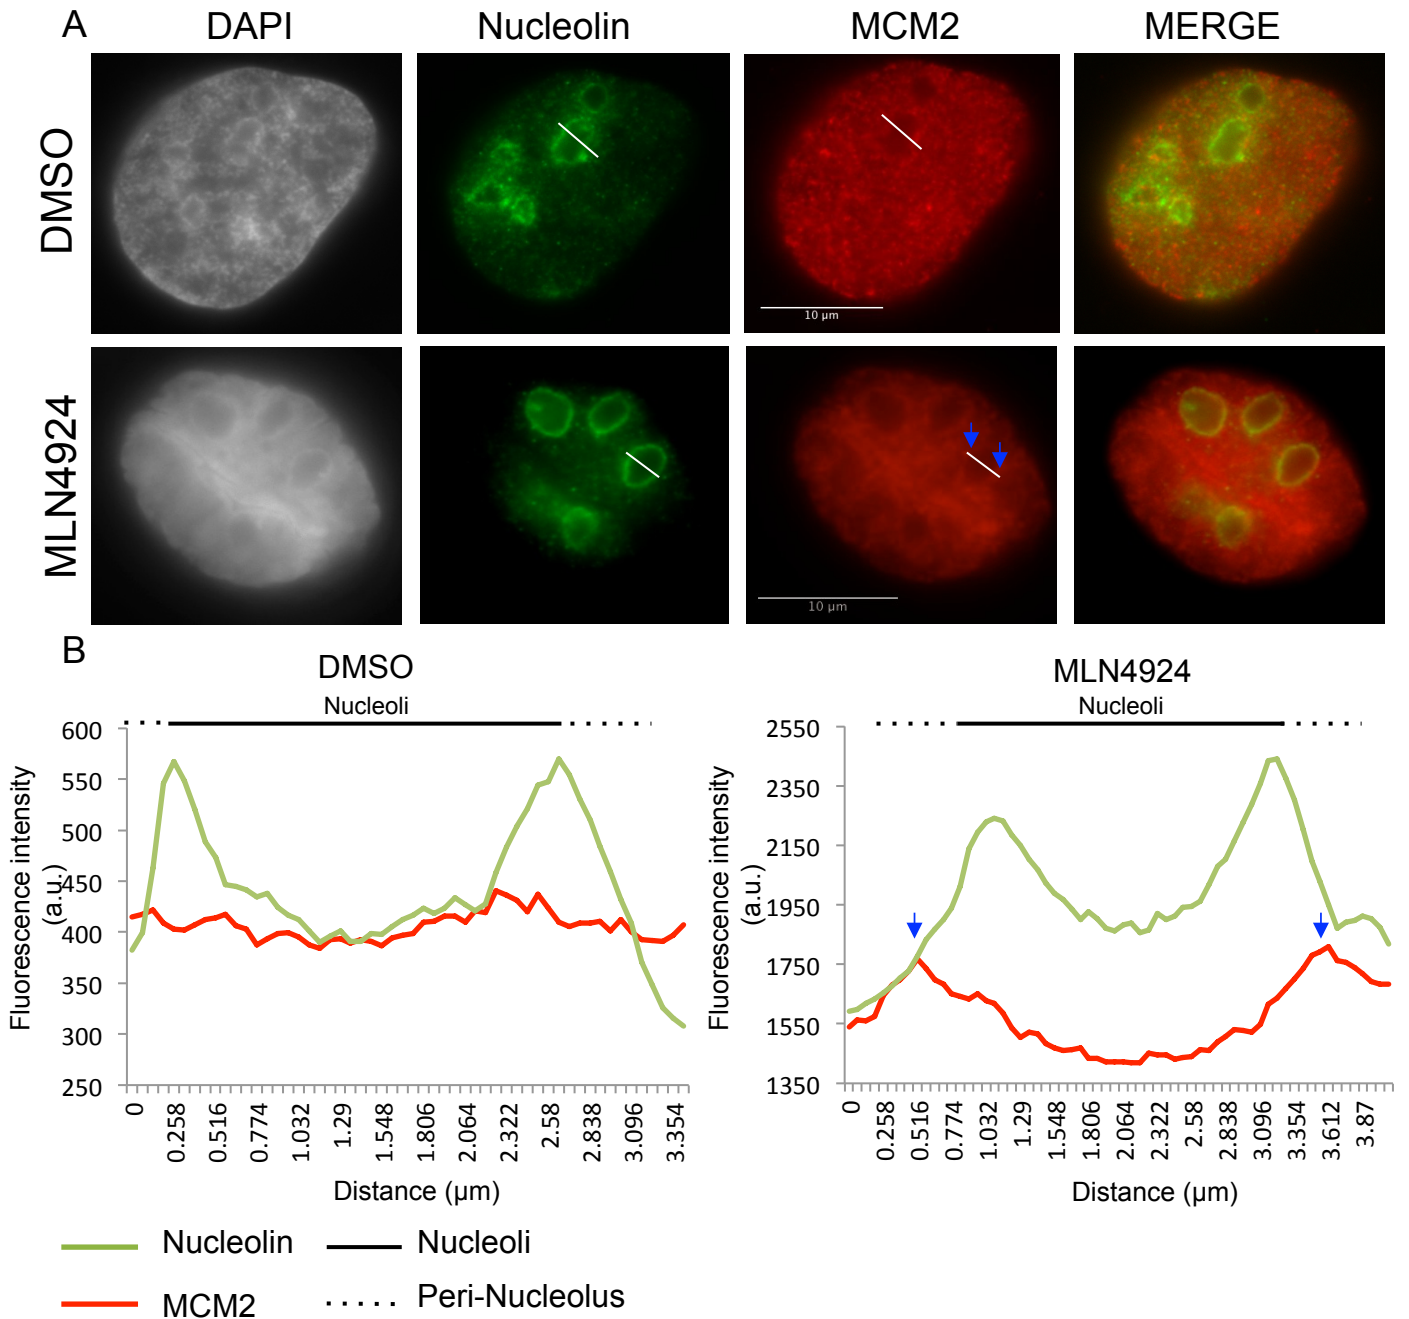 A
DAPI
Nucleolin
MCM2
MERGE
DMSO
10 µm
MLN4924
10 µm
B
DMSO
Nucleoli
Fluorescence intensity
(a.u.)
600
550
500
450
400
350
300
250
0
0.258
0.516
0.774
1.032
1.29
1.548
1.806
2.064
2.322
2.58
2.838
3.096
3.354
Distance (µm)
MLN4924
Nucleoli
Fluorescence intensity
(a.u.)
2550
2350
2150
1950
1750
1550
1350
0
0.258
0.516
0.774
1.032
1.29
1.548
1.806
2.064
2.322
2.58
2.838
3.096
3.354
3.612
3.87
Distance (µm)
Nucleolin
Nucleoli
MCM2
Peri-Nucleolus